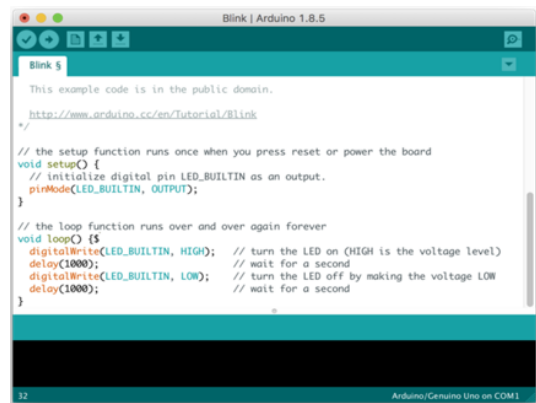 Blink | Arduino 1.8.5
Blink §
This example code is in the public domain.
http://www.arduino.cc/en/Tutorial/Blink
*/
// the setup function runs once when you press reset or power the board
void setup() {
// initialize digital pin LED_BUILTIN as an output.
pinMode(LED_BUILTIN, OUTPUT);
}
// the loop function runs over and over again forever
void loop() {$
digitalWrite(LED_BUILTIN, HIGH); // turn the LED on (HIGH is the voltage level)
delay(1000); // wait for a second
digitalWrite(LED_BUILTIN, LOW); // turn the LED off by making the voltage LOW
delay(1000); // wait for a second
}
32 Arduino/Genuino Uno on COM1